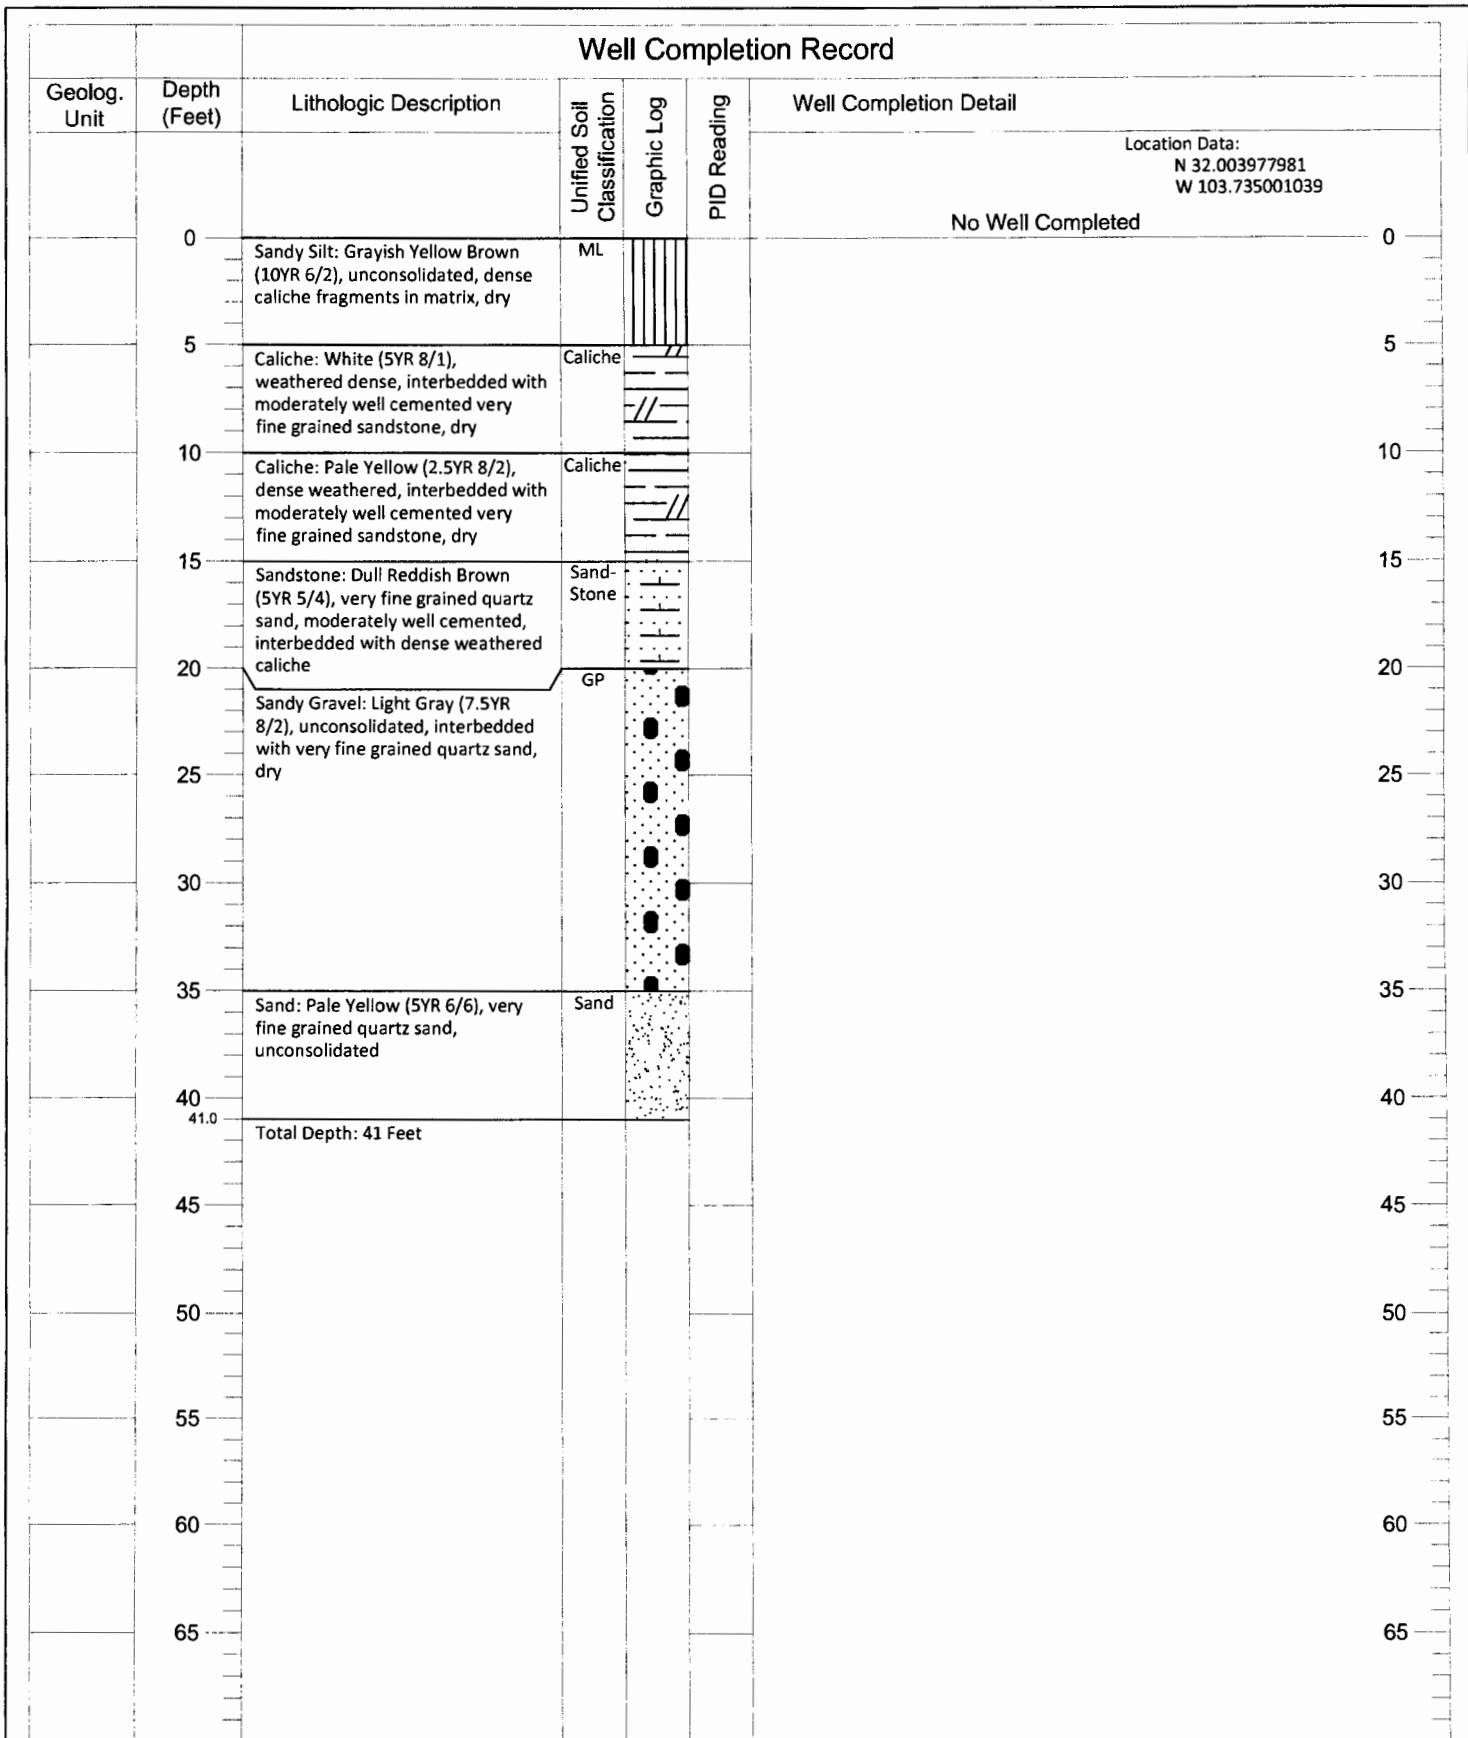 Well Completion Record
Geolog.
Unit
Depth
(Feet)
Lithologic Description
Unified Soil
Classification
Graphic Log
PID Reading
Well Completion Detail
Location Data:
N 32.003977981
W 103.735001039
No Well Completed
0
0
Sandy Silt: Grayish Yellow Brown
(10YR 6/2), unconsolidated, dense
caliche fragments in matrix, dry
ML
5
5
Caliche: White (5YR 8/1),
weathered dense, interbedded with
moderately well cemented very
fine grained sandstone, dry
Caliche
10
10
Caliche: Pale Yellow (2.5YR 8/2),
dense weathered, interbedded with
moderately well cemented very
fine grained sandstone, dry
Caliche
15
15
Sandstone: Dull Reddish Brown
(5YR 5/4), very fine grained quartz
sand, moderately well cemented,
interbedded with dense weathered
caliche
Sand-
Stone
20
20
GP
Sandy Gravel: Light Gray (7.5YR
8/2), unconsolidated, interbedded
with very fine grained quartz sand,
dry
25
25
30
30
35
35
Sand: Pale Yellow (5YR 6/6), very
fine grained quartz sand,
unconsolidated
Sand
40
40
41.0
Total Depth: 41 Feet
45
45
50
50
55
55
60
60
65
65